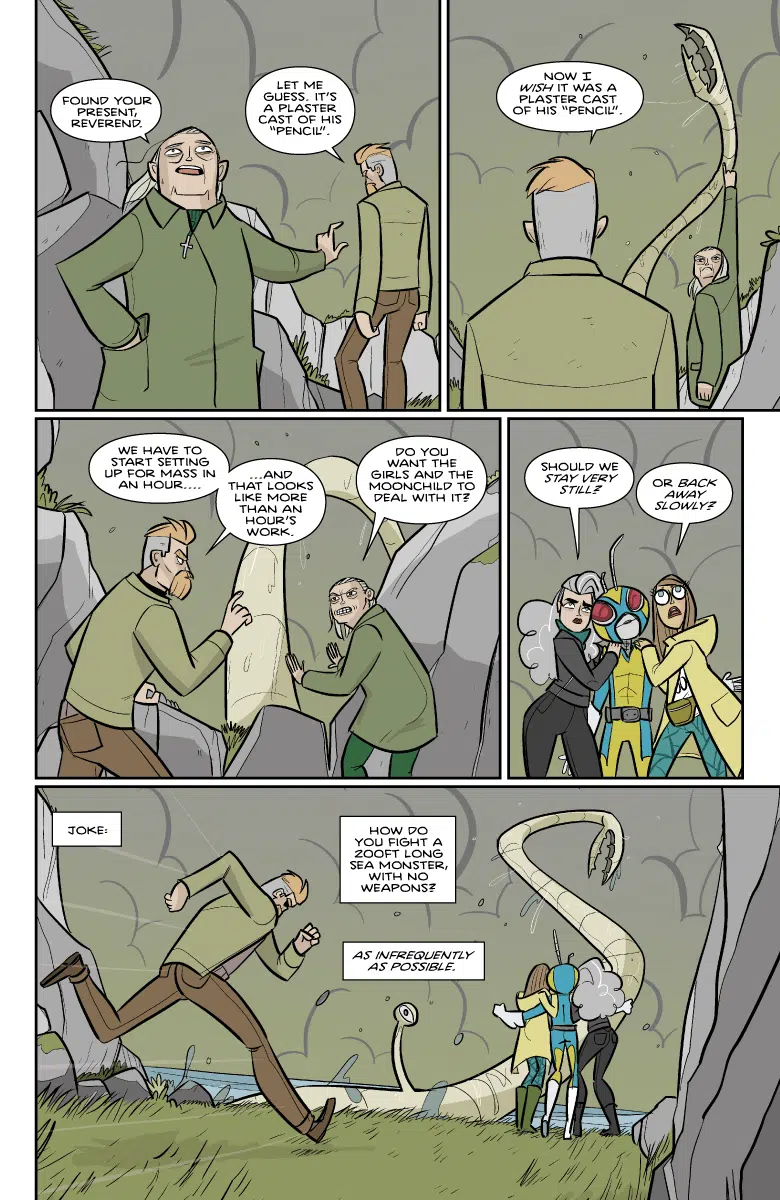 FOUND YOUR
PRESENT,
REVEREND.
LET ME
GUESS. IT'S
A PLASTER
CAST OF HIS
"PENCIL".
NOW I
WISH IT WAS A
PLASTER CAST
OF HIS "PENCIL".
WE HAVE TO
START SETTING
UP FOR MASS IN
AN HOUR....
...AND
THAT LOOKS
LIKE MORE
THAN AN
HOUR'S
WORK.
DO YOU
WANT THE
GIRLS AND THE
MOONCHILD TO
DEAL WITH IT?
SHOULD WE
STAY VERY
STILL?
OR BACK
AWAY
SLOWLY?
JOKE:
HOW DO
YOU FIGHT A
200FT LONG
SEA MONSTER,
WITH NO
WEAPONS?
AS INFREQUENTLY
AS POSSIBLE.